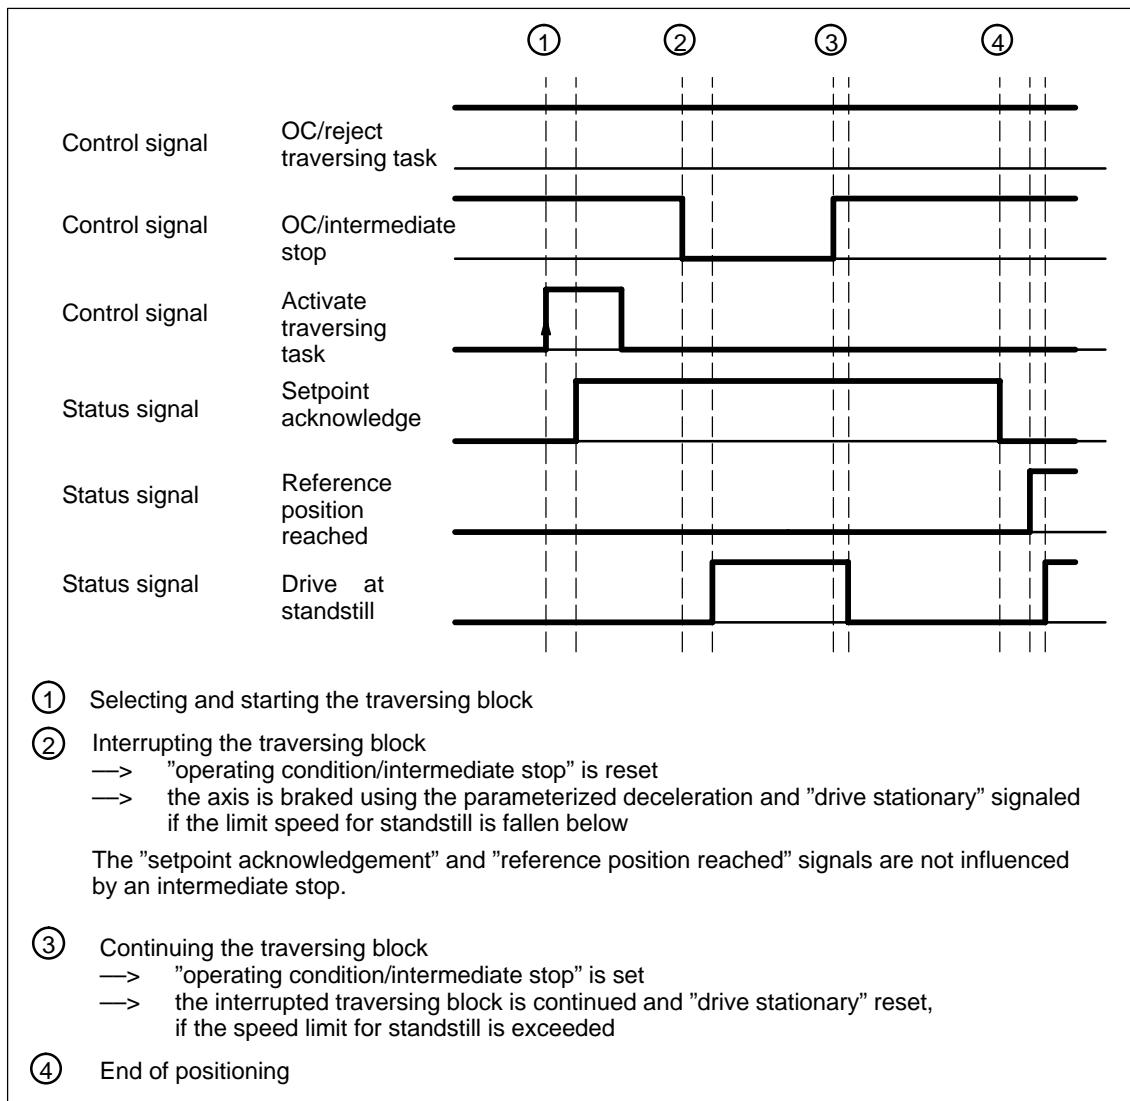 1 2 3 4
Control signal OC/reject
traversing task
Control signal OC/intermediate
stop
Control signal Activate
traversing
task
Status signal Setpoint
acknowledge
Status signal Reference
position
reached
Status signal Drive at
standstill
1 Selecting and starting the traversing block
2 Interrupting the traversing block
––> ”operating condition/intermediate stop” is reset
––> the axis is braked using the parameterized deceleration and ”drive stationary” signaled
if the limit speed for standstill is fallen below
The ”setpoint acknowledgement” and ”reference position reached” signals are not influenced
by an intermediate stop.
3 Continuing the traversing block
––> ”operating condition/intermediate stop” is set
––> the interrupted traversing block is continued and ”drive stationary” reset,
if the speed limit for standstill is exceeded
4 End of positioning